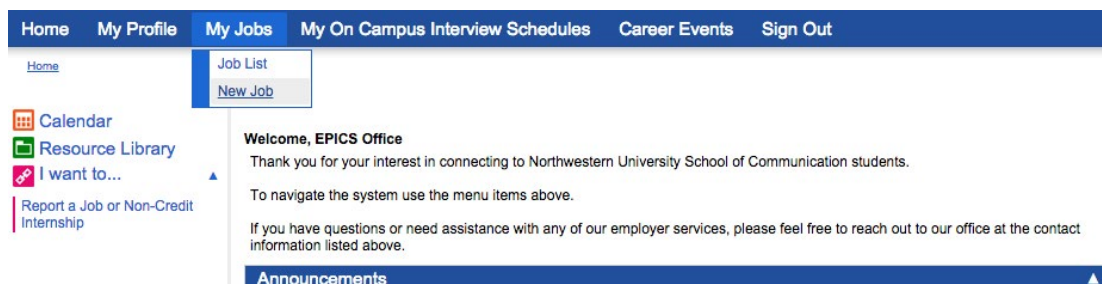 Home My Profile My Jobs My On Campus Interview Schedules Career Events Sign Out
Home
Job List
New Job
Calendar
Resource Library
I want to...
Report a Job or Non-Credit
Internship
Welcome, EPICS Office
Thank you for your interest in connecting to Northwestern University School of Communication students.
To navigate the system use the menu items above.
If you have questions or need assistance with any of our employer services, please feel free to reach out to our office at the contact
information listed above.
Announcements